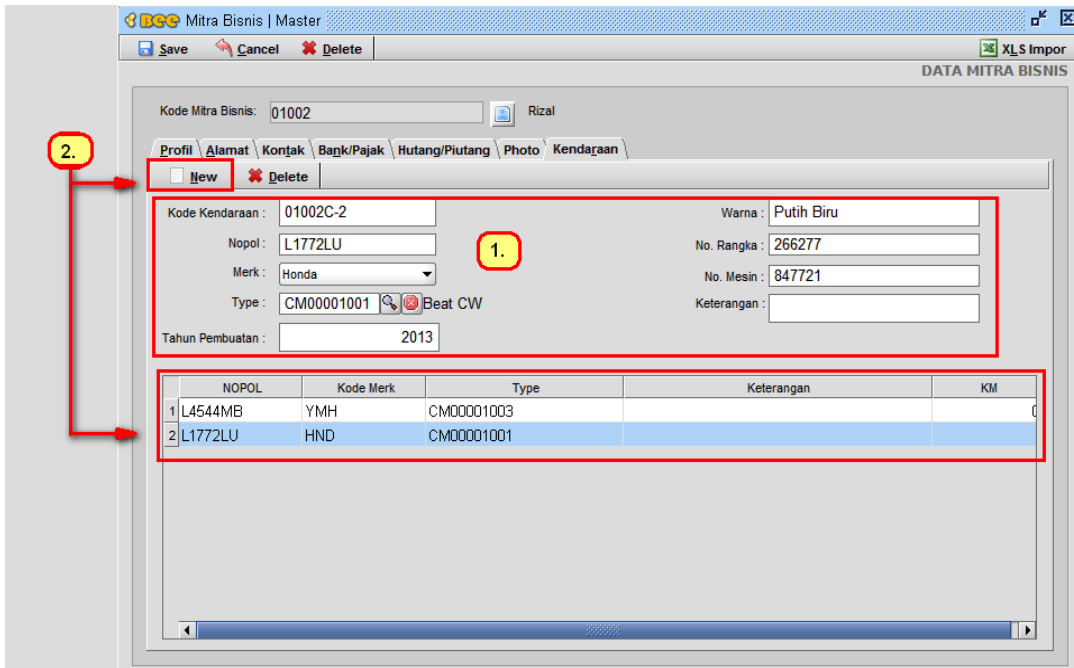 Bee Mitra Bisnis | Master
Save Cancel Delete XLS Impor
DATA MITRA BISNIS
Kode Mitra Bisnis: 01002 Rizal
2.
Profil Alamat Kontak Bank/Pajak Hutang/Piutang Photo Kendaraan
New Delete
Kode Kendaraan : 01002C-2 Warna : Putih Biru
Nopol : L1772LU No. Rangka : 266277
1.
Merk : Honda No. Mesin : 847721
Type : CM00001001 Beat CW Keterangan :
Tahun Pembuatan : 2013
NOPOL Kode Merk Type Keterangan KM
1 L4544MB YMH CM00001003 0
2 L1772LU HND CM00001001